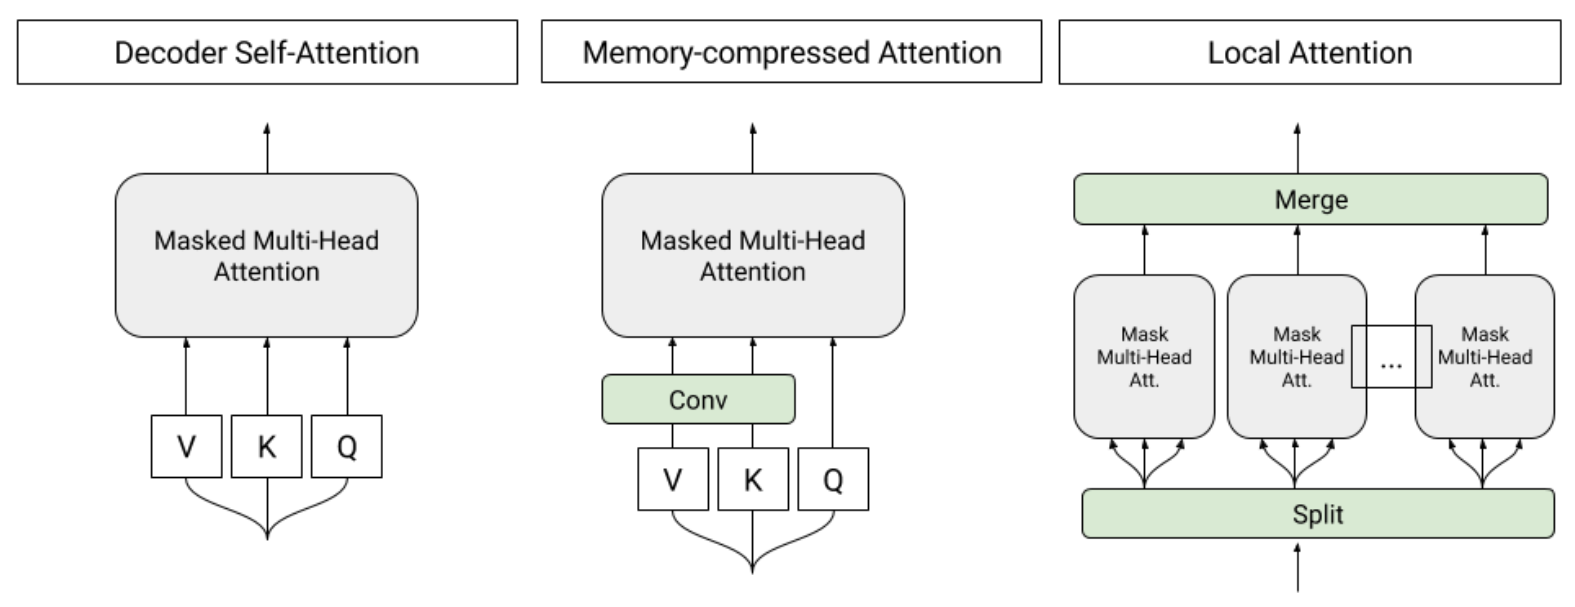 Decoder Self-Attention
Masked Multi-Head
Attention
V K Q
Memory-compressed Attention
Masked Multi-Head
Attention
Conv
V K Q
Local Attention
Merge
Mask
Multi-Head
Att.
Mask
Multi-Head
Att.
...
Mask
Multi-Head
Att.
Split